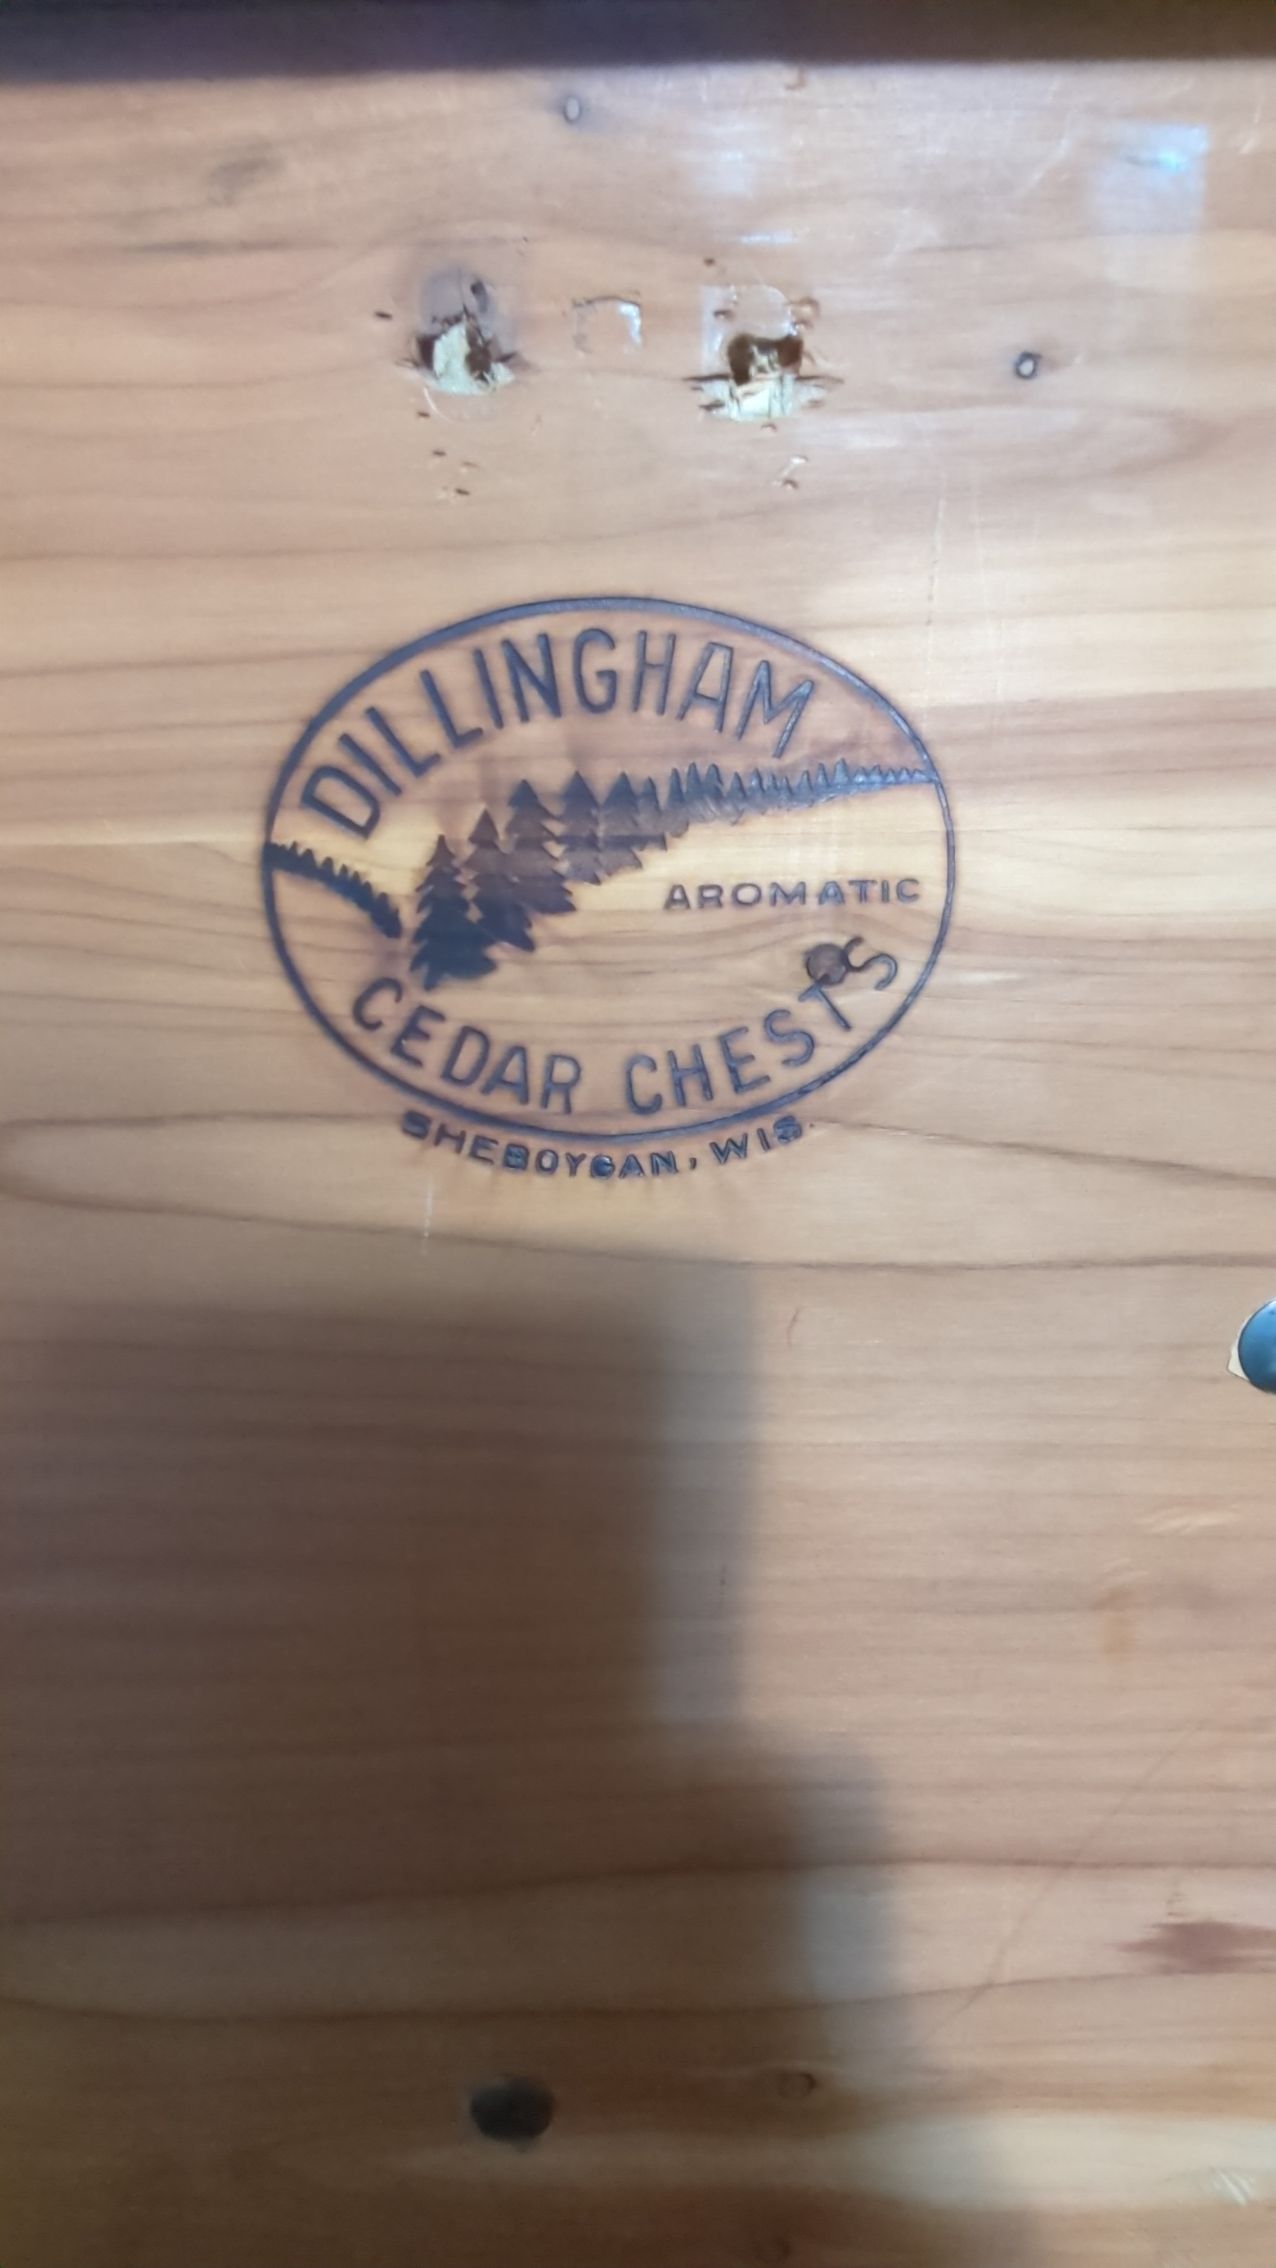 DILLINGHAM
AROMATIC
CEDAR CHESTS
SHEBOYGAN, WIS.